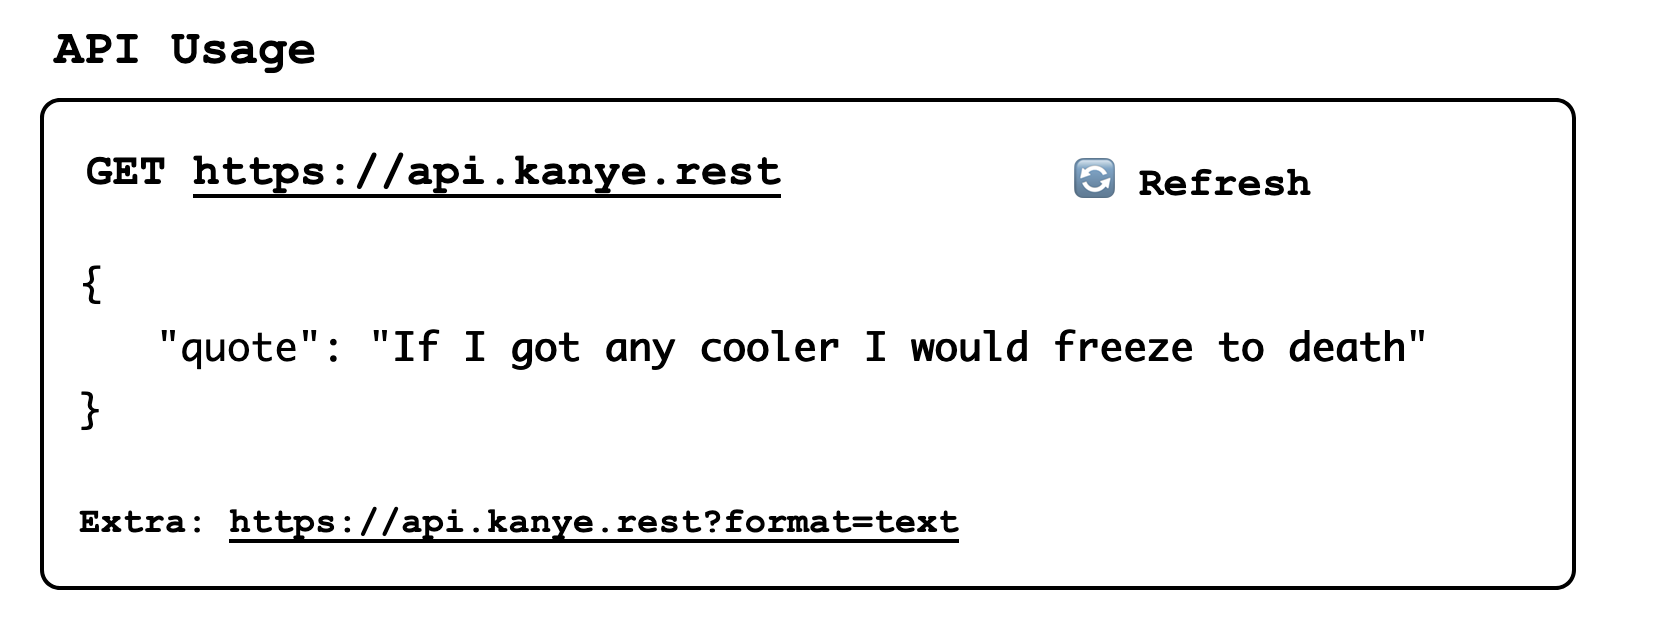 API Usage
GET https://api.kanye.rest
🔄 Refresh
{
"quote": "If I got any cooler I would freeze to death"
}
Extra: https://api.kanye.rest?format=text